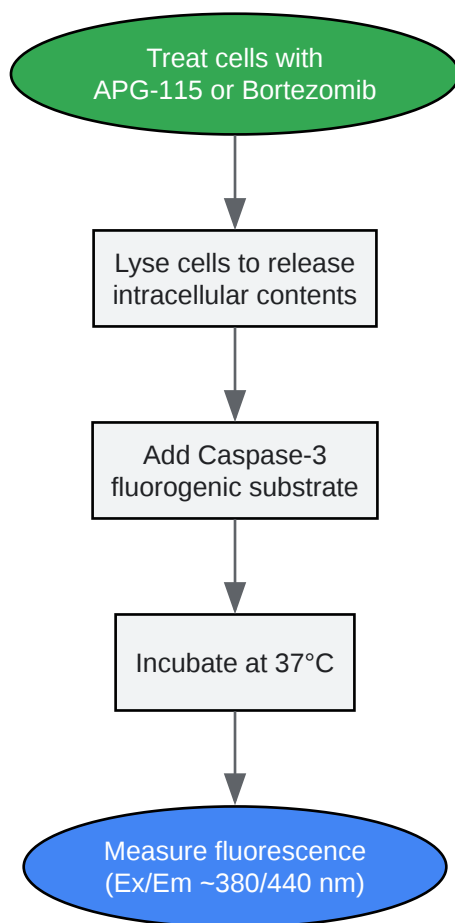 Treat cells with
APG-115 or Bortezomib
Lyse cells to release
intracellular contents
Add Caspase-3
fluorogenic substrate
Incubate at 37°C
Measure fluorescence
(Ex/Em ~380/440 nm)